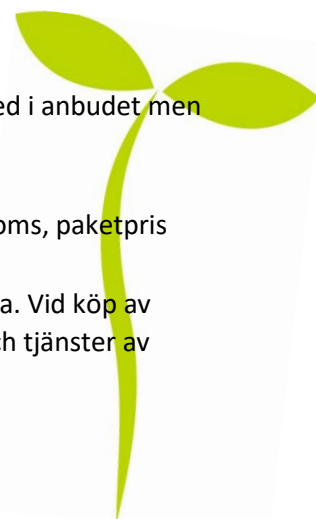 ed i anbudet men
oms, paketpris
a. Vid köp av
ch tjänster av